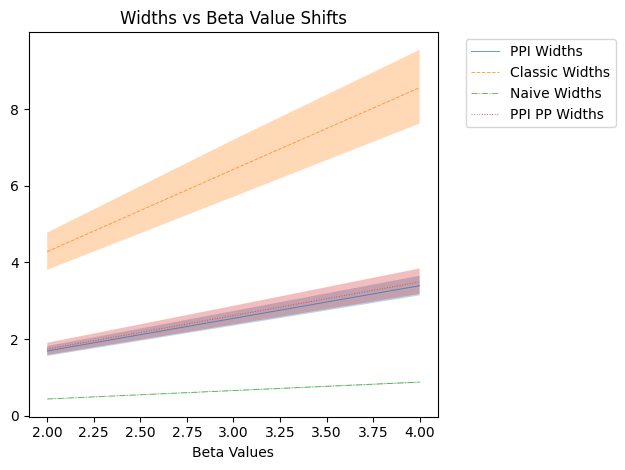 Widths vs Beta Value Shifts
PPI Widths
Classic Widths
Naive Widths
PPI PP Widths
8
6
4
2
0
2.00 2.25 2.50 2.75 3.00 3.25 3.50 3.75 4.00
Beta Values